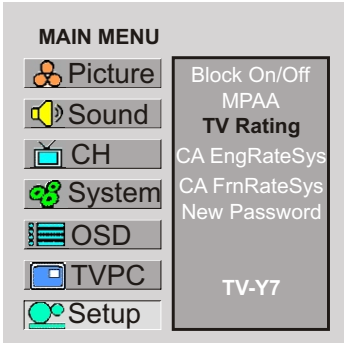 MAIN MENU
Picture
Sound
CH
System
OSD
TVPC
Setup
Block On/Off
MPAA
TV Rating
CA EngRateSys
CA FrnRateSys
New Password
TV-Y7